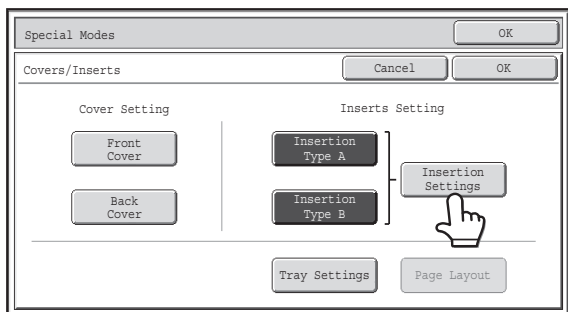 Special Modes
OK
Covers/Inserts
Cancel
OK
Cover Setting
Inserts Setting
Front
Cover
Insertion
Type A
Insertion
Settings
Back
Cover
Insertion
Type B
Tray Settings
Page Layout